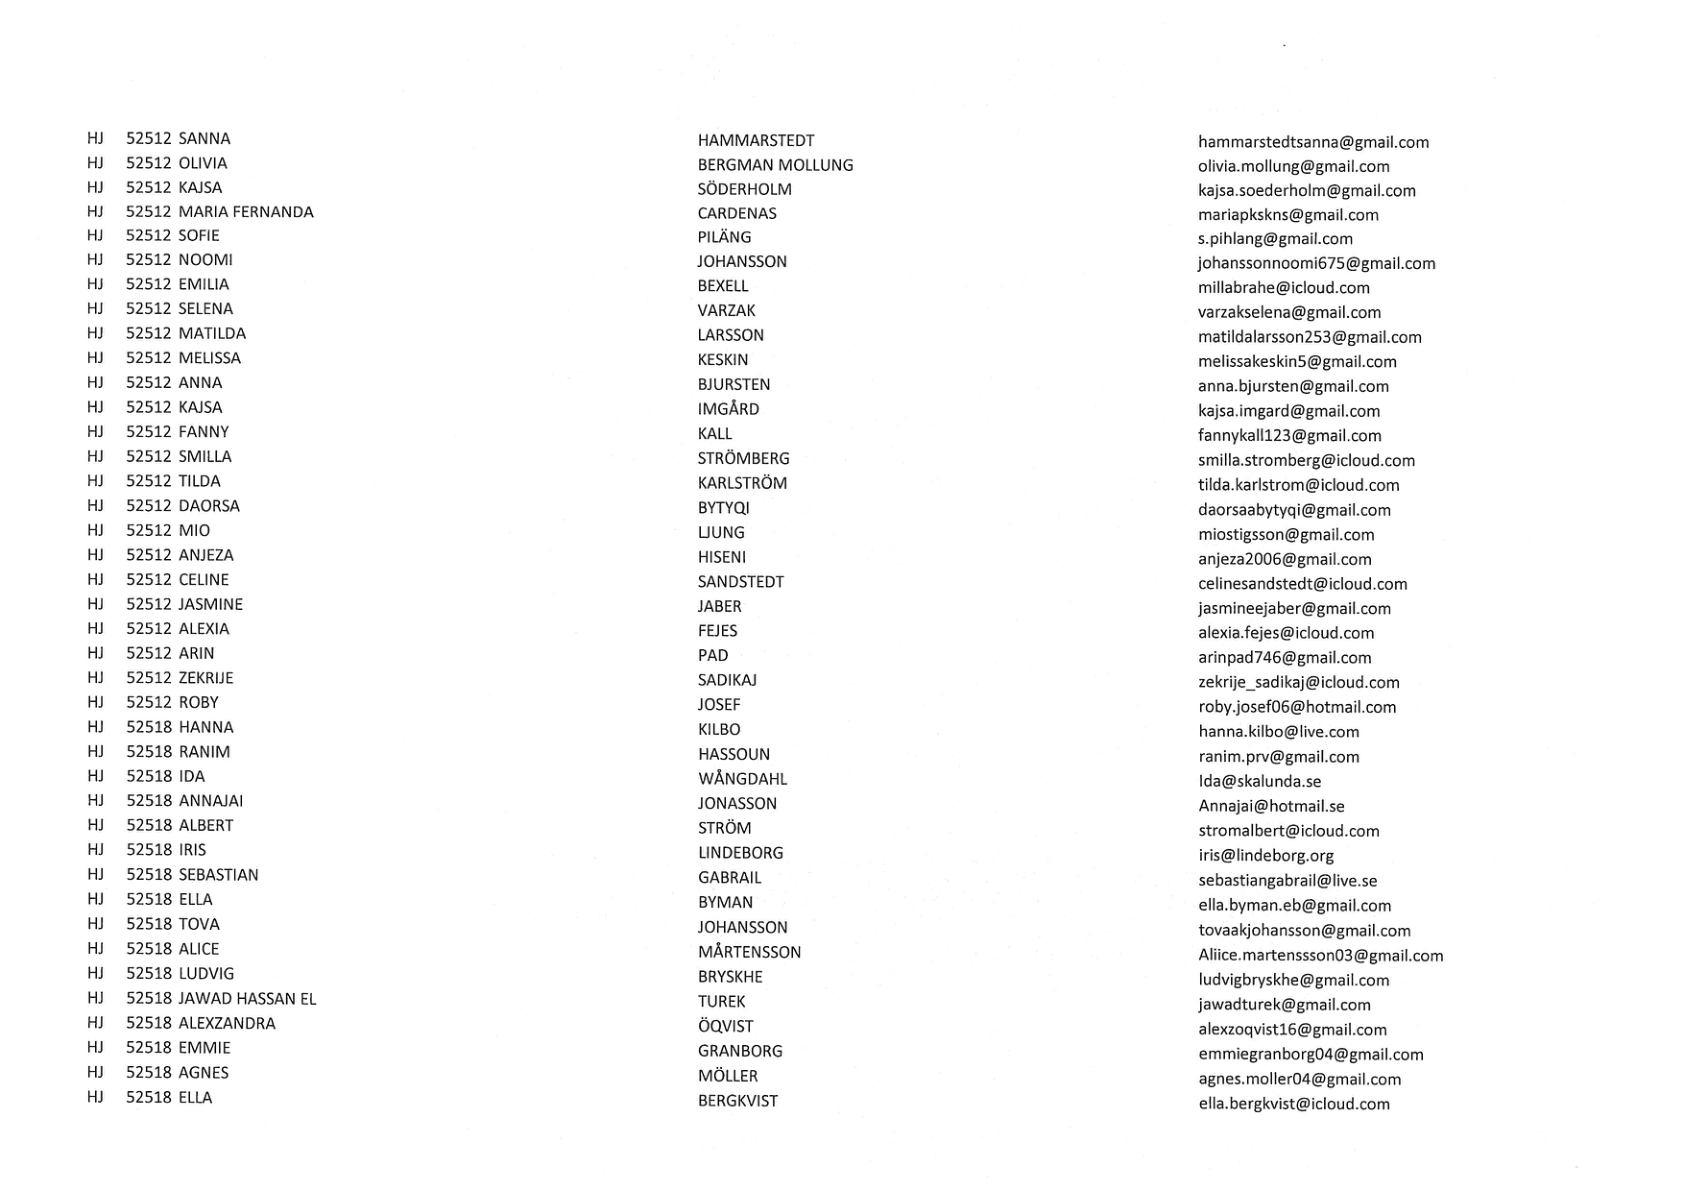 HJ 52512 SANNA HAMMARSTEDT hammarstedtsanna@gmail.com
HJ 52512 OLIVIA BERGMAN MOLLUNG olivia.mollung@gmail.com
HJ 52512 KAJSA SÖDERHOLM kajsa.soederholm@gmail.com
HJ 52512 MARIA FERNANDA CARDENAS mariapkskns@gmail.com
HJ 52512 SOFIE PILÄNG s.pihlang@gmail.com
HJ 52512 NOOMI JOHANSSON johanssonnoomi675@gmail.com
HJ 52512 EMILIA BEXELL millabrahe@icloud.com
HJ 52512 SELENA VARZAK varzakselena@gmail.com
HJ 52512 MATILDA LARSSON matildalarsson253@gmail.com
HJ 52512 MELISSA KESKIN melissakeskin5@gmail.com
HJ 52512 ANNA BJURSTEN anna.bjursten@gmail.com
HJ 52512 KAJSA IMGÅRD kajsa.imgard@gmail.com
HJ 52512 FANNY KALL fannykall123@gmail.com
HJ 52512 SMILLA STRÖMBERG smilla.stromberg@icloud.com
HJ 52512 TILDA KARLSTRÖM tilda.karlstrom@icloud.com
HJ 52512 DAORSA BYTYQI daorsaabytyqi@gmail.com
HJ 52512 MIO LJUNG miostigsson@gmail.com
HJ 52512 ANJEZA HISENI anjeza2006@gmail.com
HJ 52512 CELINE SANDSTEDT celinesandstedt@icloud.com
HJ 52512 JASMINE JABER jasmineejaber@gmail.com
HJ 52512 ALEXIA FEJES alexia.fejes@icloud.com
HJ 52512 ARIN PAD arinpad746@gmail.com
HJ 52512 ZEKRIJE SADIKAJ zekrije_sadikaj@icloud.com
HJ 52512 ROBY JOSEF roby.josef06@hotmail.com
HJ 52518 HANNA KILBO hanna.kilbo@live.com
HJ 52518 RANIM HASSOUN ranim.prv@gmail.com
HJ 52518 IDA WÅNGDAHL Ida@skalunda.se
HJ 52518 ANNAJAI JONASSON Annajai@hotmail.se
HJ 52518 ALBERT STRÖM stromalbert@icloud.com
HJ 52518 IRIS LINDEBORG iris@lindeborg.org
HJ 52518 SEBASTIAN GABRAIL sebastiangabrail@live.se
HJ 52518 ELLA BYMAN ella.byman.eb@gmail.com
HJ 52518 TOVA JOHANSSON tovaakjohansson@gmail.com
HJ 52518 ALICE MÅRTENSSON Aliice.martenssson03@gmail.com
HJ 52518 LUDVIG BRYSKHE ludvigbryskhe@gmail.com
HJ 52518 JAWAD HASSAN EL TUREK jawadturek@gmail.com
HJ 52518 ALEXZANDRA ÖQVIST alexzoqvist16@gmail.com
HJ 52518 EMMIE GRANBORG emmiegranborg04@gmail.com
HJ 52518 AGNES MÖLLER agnes.moller04@gmail.com
HJ 52518 ELLA BERGKVIST ella.bergkvist@icloud.com